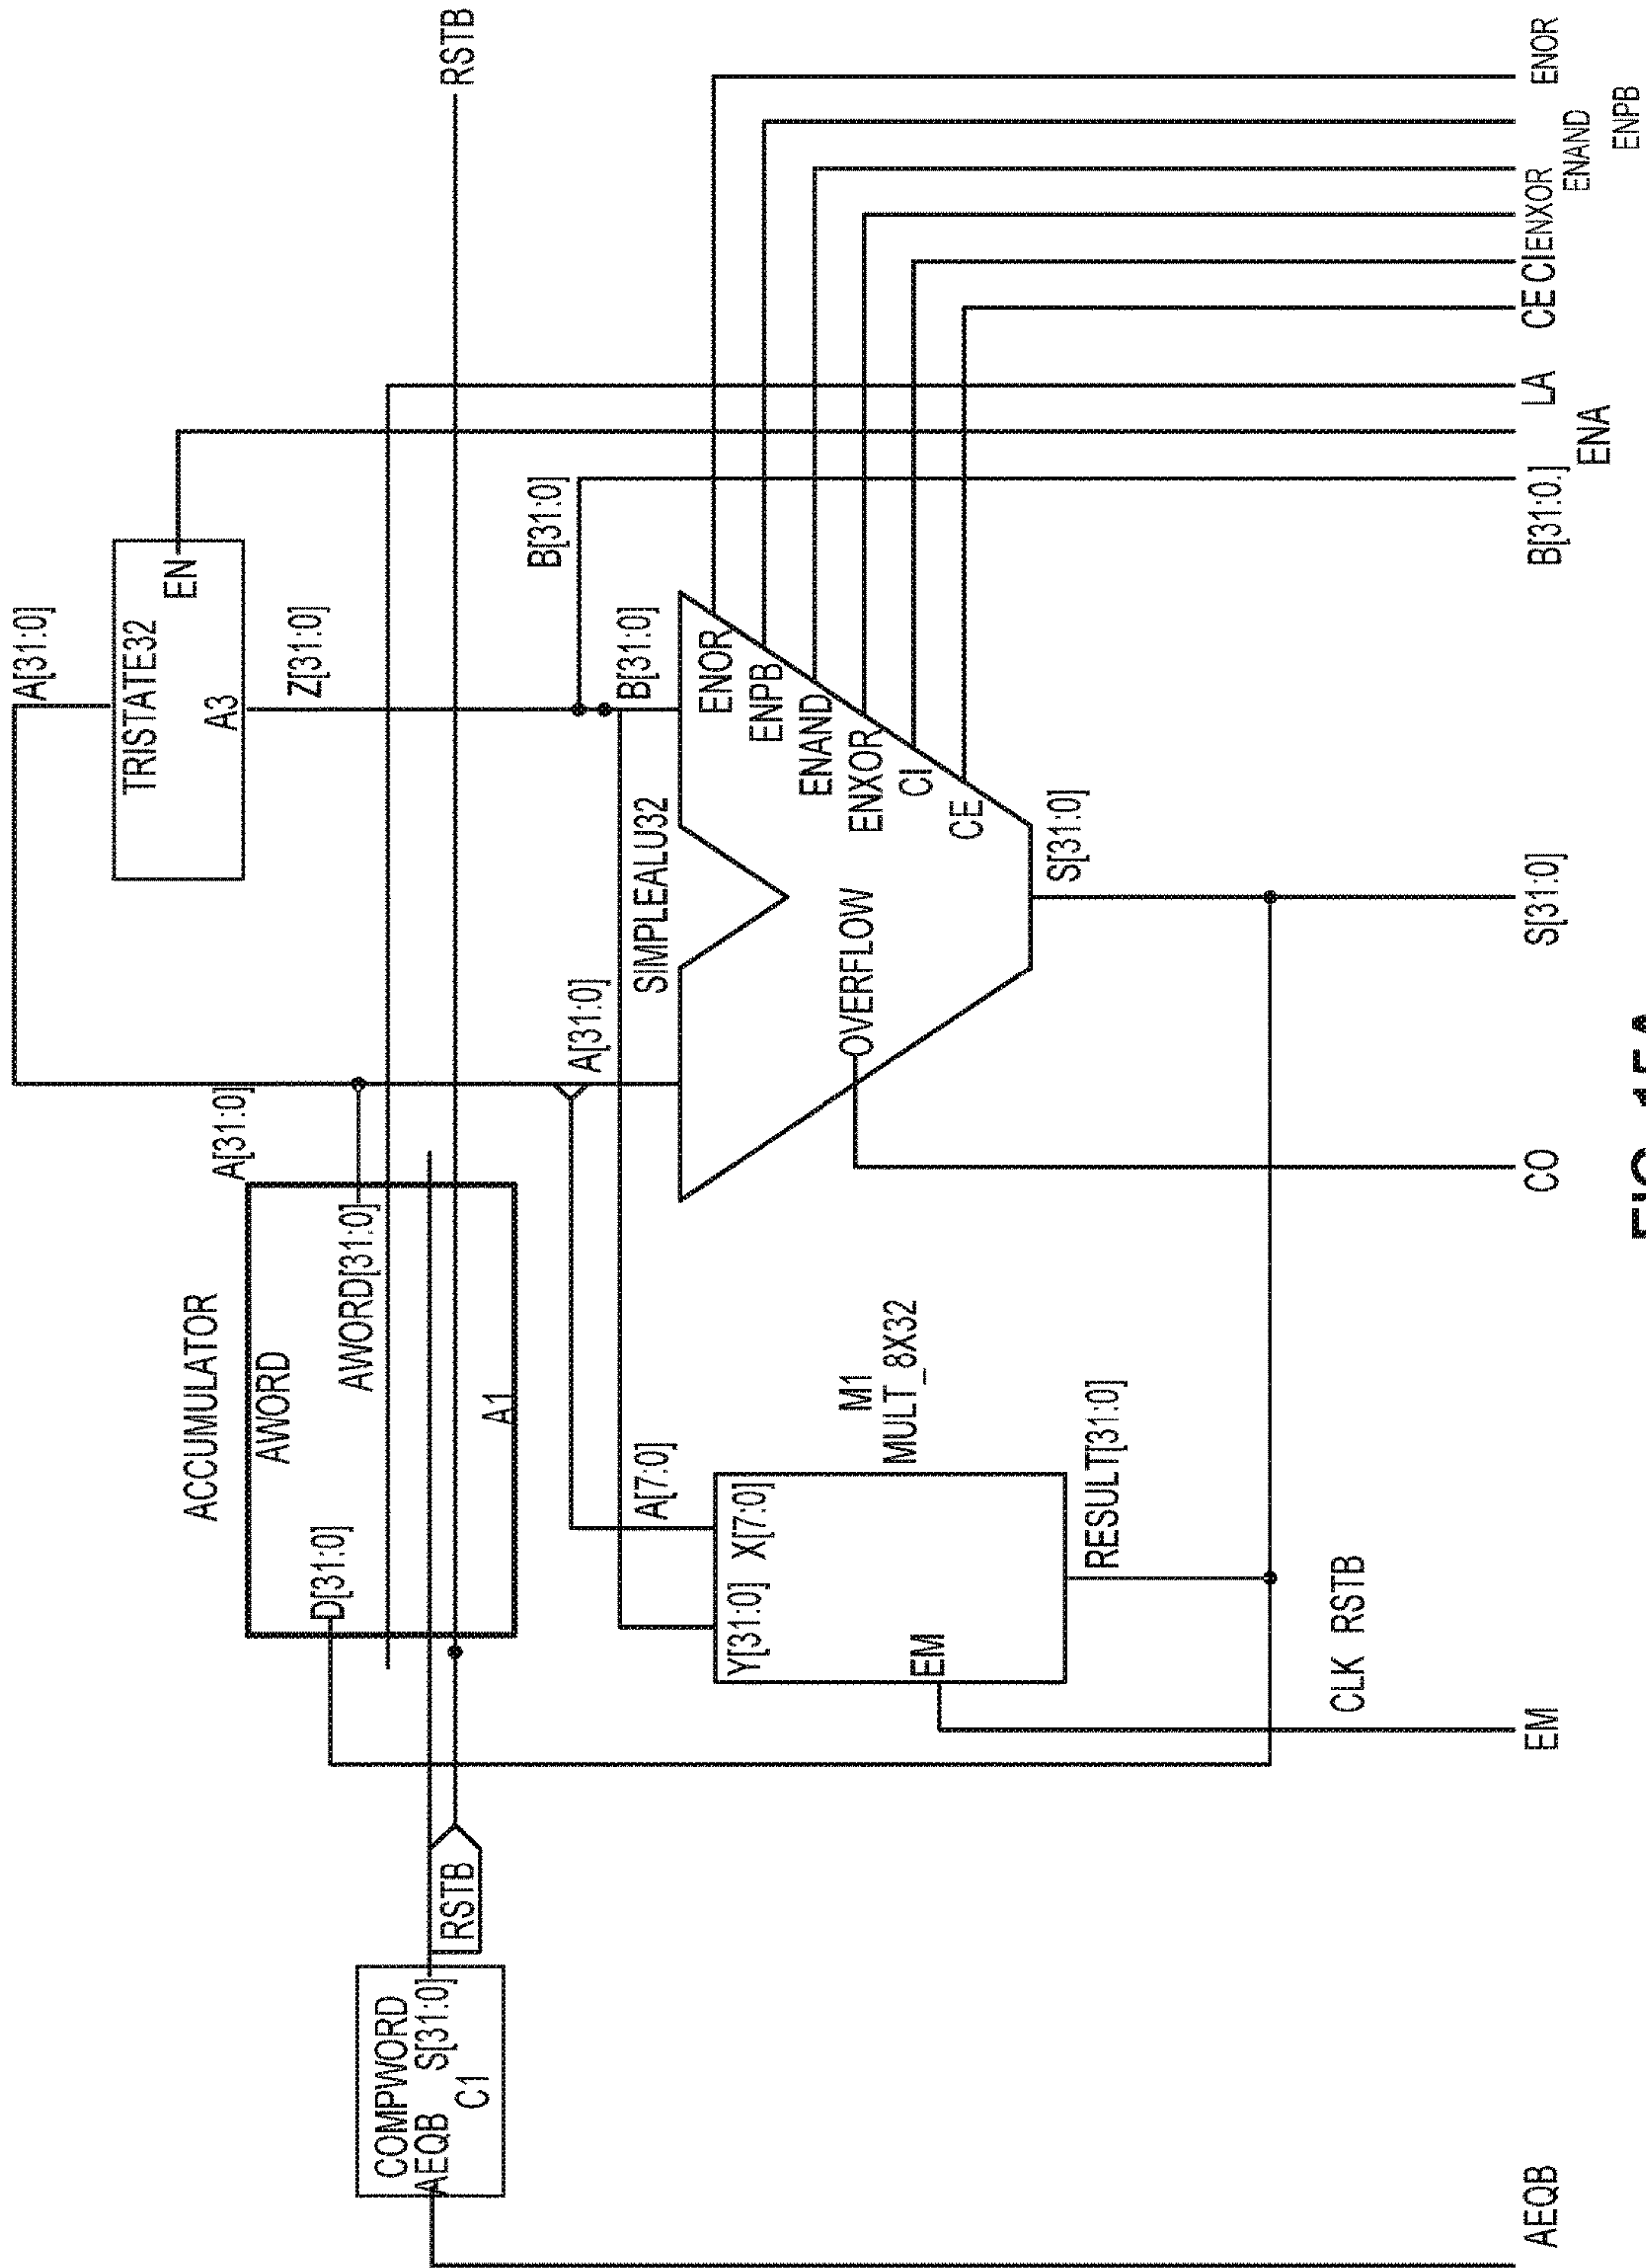 RSTB
A[31:0]
TRISTATE32
EN
A3
Z[31:0]
A[31:0]
ACCUMULATOR
AWORD
AWORD[31:0]
D[31:0]
A1
COMPWORD
AEQB S[31:0]
C1
RSTB
B[31:0]
B[31:0]
A[31:0]
SIMPLEALU32
ENOR
ENPB
ENAND
ENXOR
CI
CE
OVERFLOW
S[31:0]
A[7:0]
M1
MULT_8X32
Y[31:0] X[7:0]
EM
RESULT[31:0]
CLK RSTB
AEQB
EM
CO
S[31:0]
B[31:0.]
ENA
LA
CE
CI
ENXOR
ENAND
ENPB
ENOR